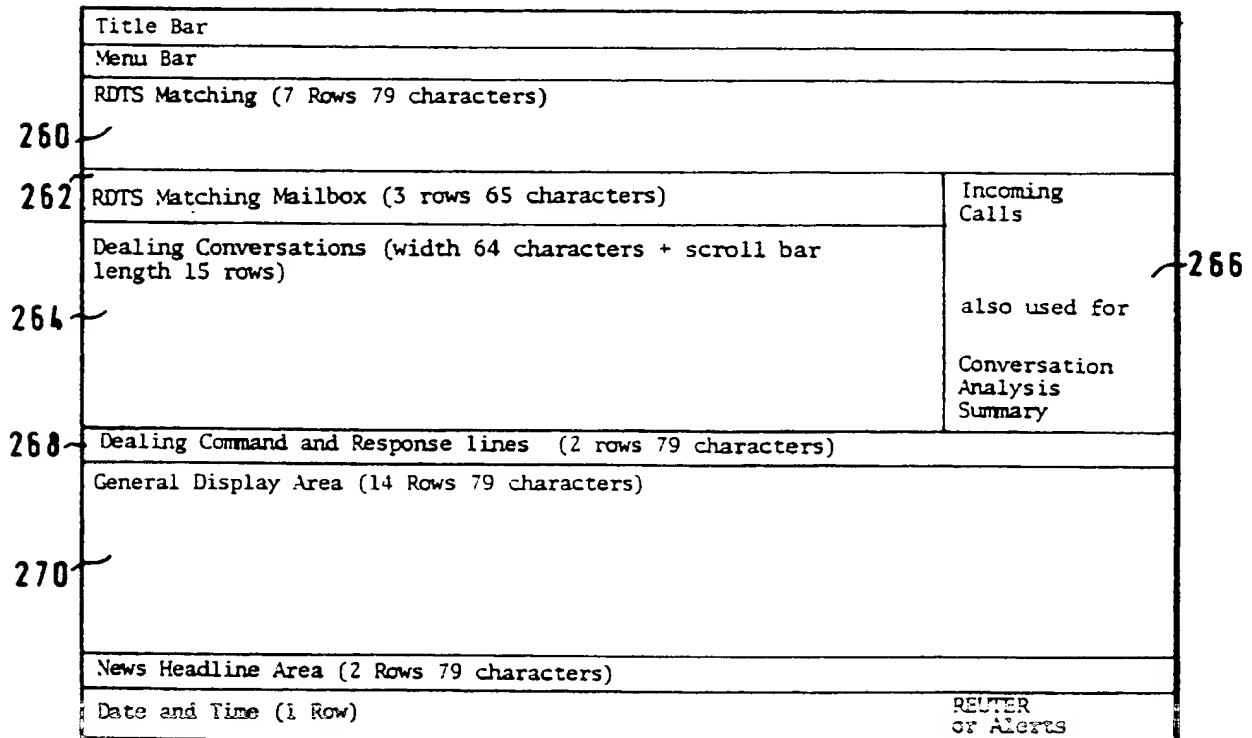 Title Bar
Menu Bar
RDTS Matching (7 Rows 79 characters)
260
262
RDTS Matching Mailbox (3 rows 65 characters)
Incoming
Calls
Dealing Conversations (width 64 characters + scroll bar
length 15 rows)
266
264
also used for
Conversation
Analysis
Summary
268
Dealing Command and Response lines (2 rows 79 characters)
General Display Area (14 Rows 79 characters)
270
News Headline Area (2 Rows 79 characters)
Date and Time (1 Row)
REUTER
or Alerts